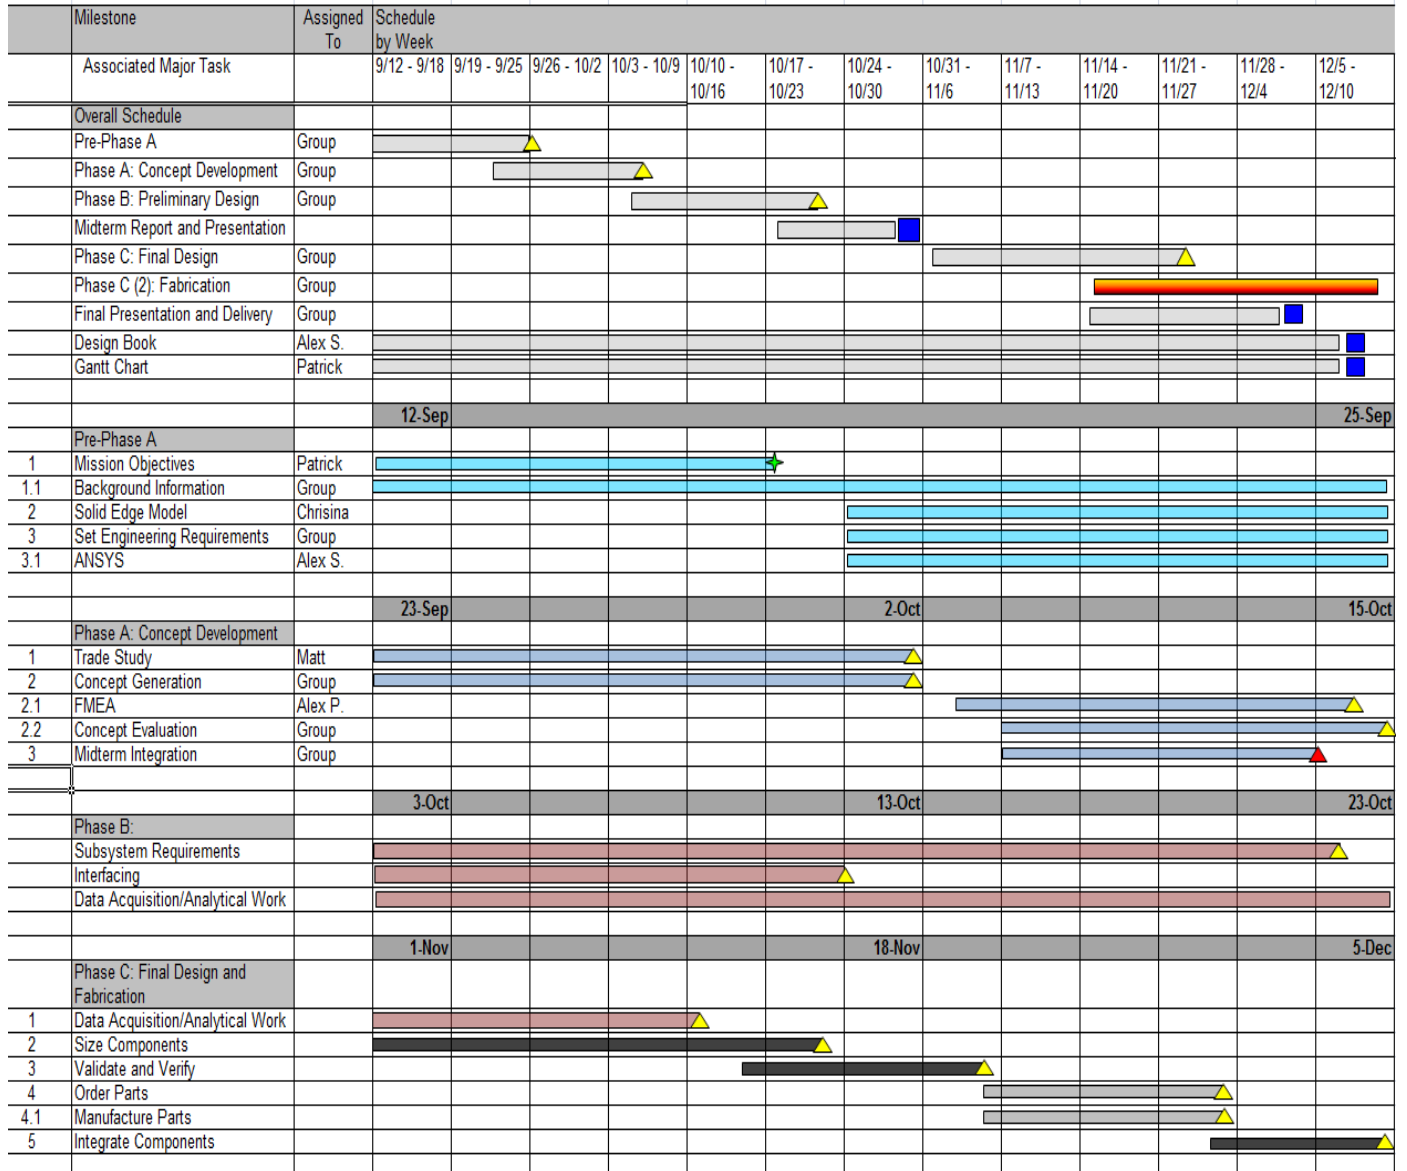 Milestone Assigned To Schedule by Week
Associated Major Task 9/12 - 9/18 9/19 - 9/25 9/26 - 10/2 10/3 - 10/9 10/10 - 10/16 10/17 - 10/23 10/24 - 10/30 10/31 - 11/6 11/7 - 11/13 11/14 - 11/20 11/21 - 11/27 11/28 - 12/4 12/5 - 12/10
Overall Schedule
Pre-Phase A Group
Phase A: Concept Development Group
Phase B: Preliminary Design Group
Midterm Report and Presentation
Phase C: Final Design Group
Phase C (2): Fabrication Group
Final Presentation and Delivery Group
Design Book Alex S.
Gantt Chart Patrick
12-Sep 25-Sep
Pre-Phase A
1 Mission Objectives Patrick
1.1 Background Information Group
2 Solid Edge Model Chrisina
3 Set Engineering Requirements Group
3.1 ANSYS Alex S.
23-Sep 2-Oct 15-Oct
Phase A: Concept Development
1 Trade Study Matt
2 Concept Generation Group
2.1 FMEA Alex P.
2.2 Concept Evaluation Group
3 Midterm Integration Group
3-Oct 13-Oct 23-Oct
Phase B:
Subsystem Requirements
Interfacing
Data Acquisition/Analytical Work
1-Nov 18-Nov 5-Dec
Phase C: Final Design and
Fabrication
1 Data Acquisition/Analytical Work
2 Size Components
3 Validate and Verify
4 Order Parts
4.1 Manufacture Parts
5 Integrate Components